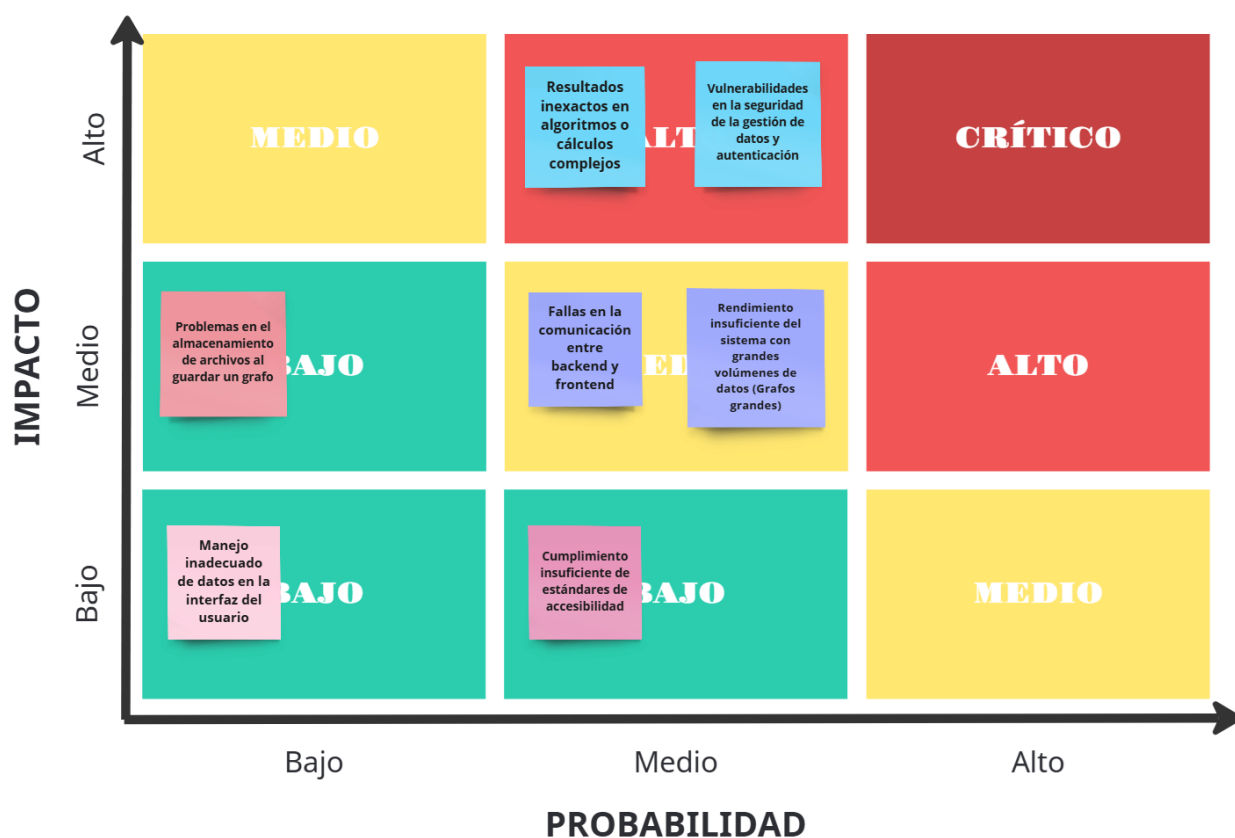 IMPACTO
Alto
Medio
Bajo
MEDIO
Resultados
inexactos en
algoritmos o
cálculos
complejos
Vulnerabilidades
en la seguridad
de la gestión de
datos y
autenticación
CRÍTICO
Problemas en el
almacenamiento
de archivos al
guardar un grafo
Fallas en la
comunicación
entre
backend y
frontend
Rendimiento
insuficiente del
sistema con
grandes
volúmenes de
datos (Grafos
grandes)
ALTO
Manejo
inadecuado
de datos en la
interfaz del
usuario
Cumplimiento
insuficiente de
estándares de
accesibilidad
MEDIO
Bajo
Medio
Alto
PROBABILIDAD